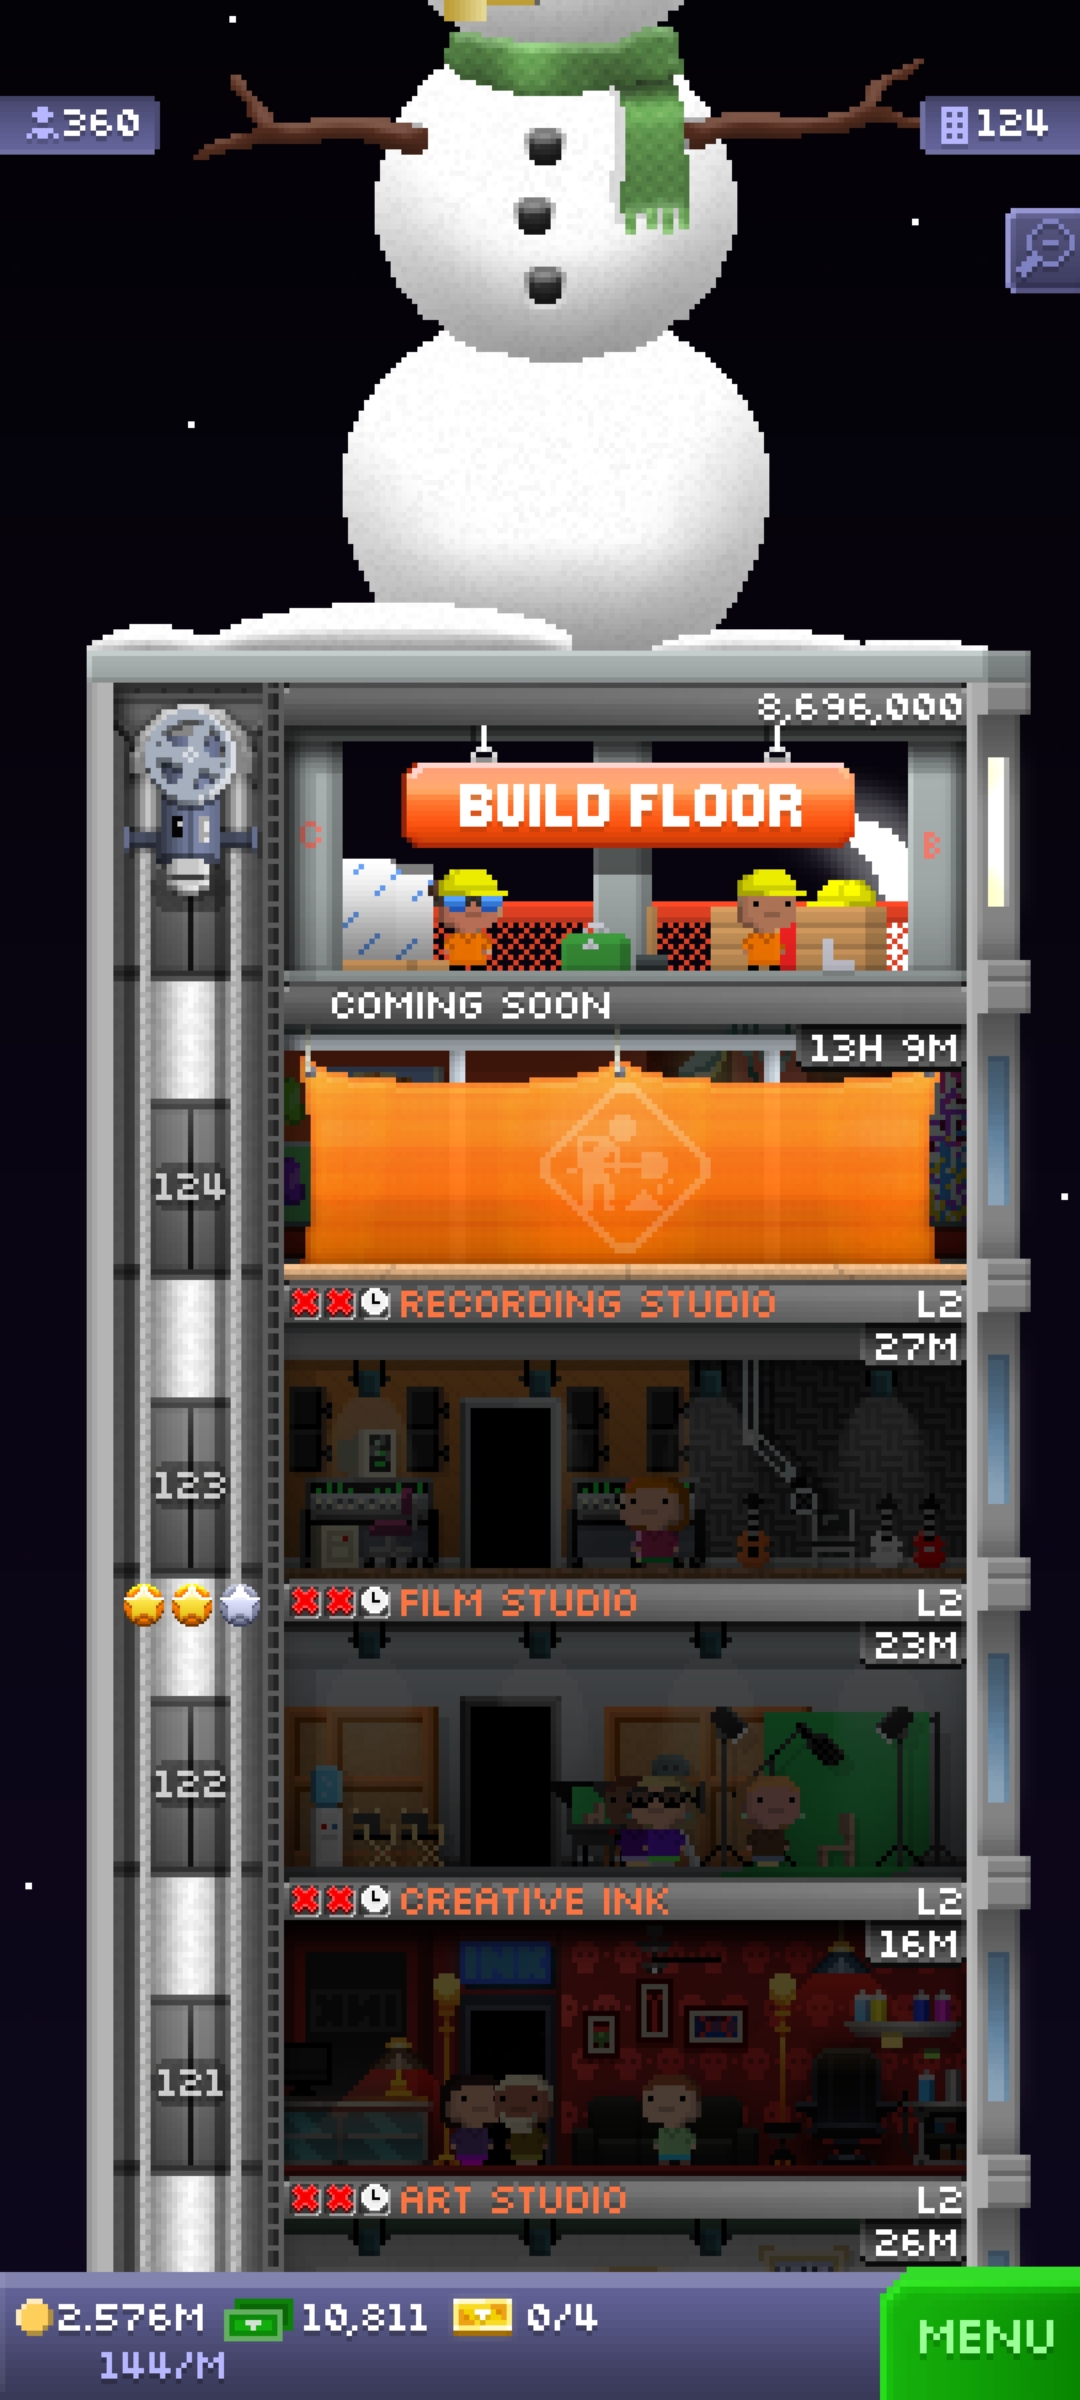 360
124
8,696,000
C
BUILD FLOOR
B
COMING SOON
13H 9M
124
RECORDING STUDIO L2
27M
123
FILM STUDIO L2
23M
122
CREATIVE INK L2
16M
INK
121
ART STUDIO L2
26M
2.576M 10,811 0/4
144/M
MENU